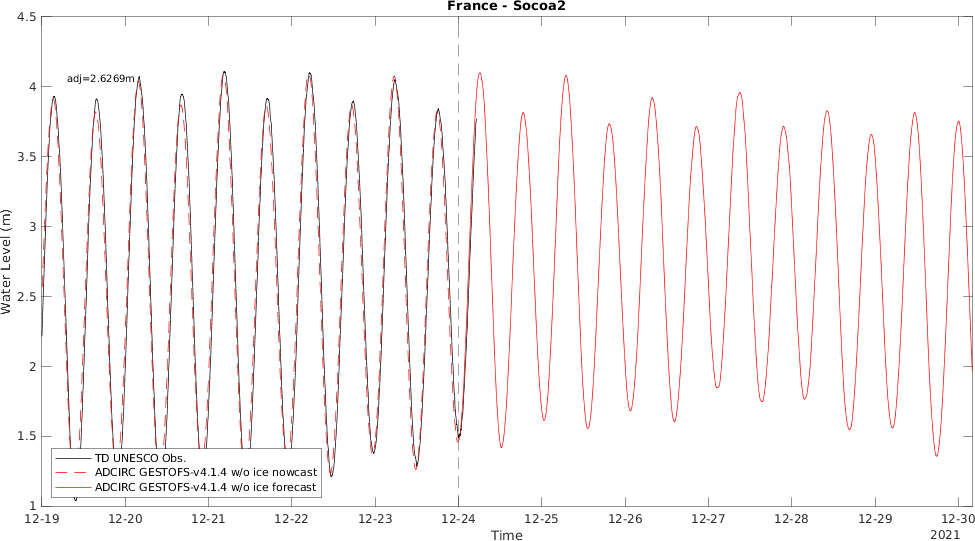 France - Socoa2
4.5
4
3.5
3
2.5
2
1.5
1
Water Level (m)
adj=2.6269m
TD UNESCO Obs.
ADCIRC GESTOFS-v4.1.4 w/o ice nowcast
ADCIRC GESTOFS-v4.1.4 w/o ice forecast
12-19 12-20 12-21 12-22 12-23 12-24 12-25 12-26 12-27 12-28 12-29 12-30
Time
2021